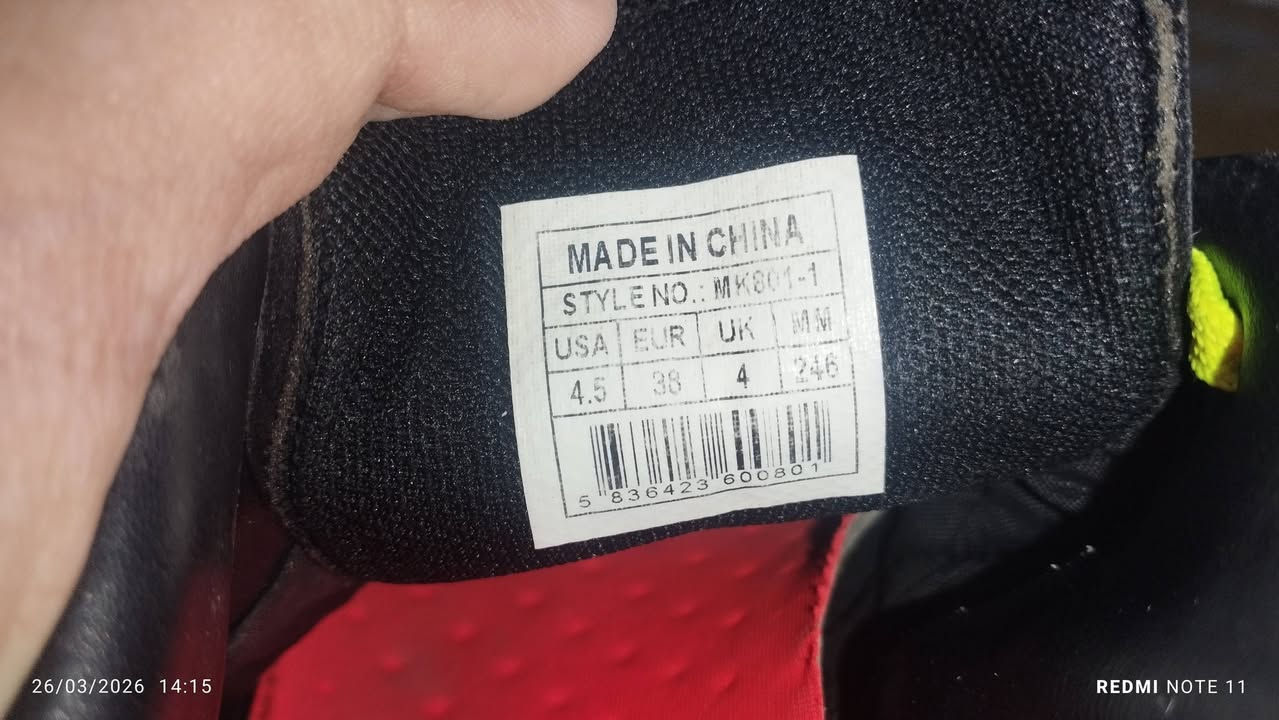 MADE IN CHINA
STYLE NO.: MK801-1
USA EUR UK MM
4.5 38 4 246
5 836423 600801
26/03/2026 14:15
REDMI NOTE 11